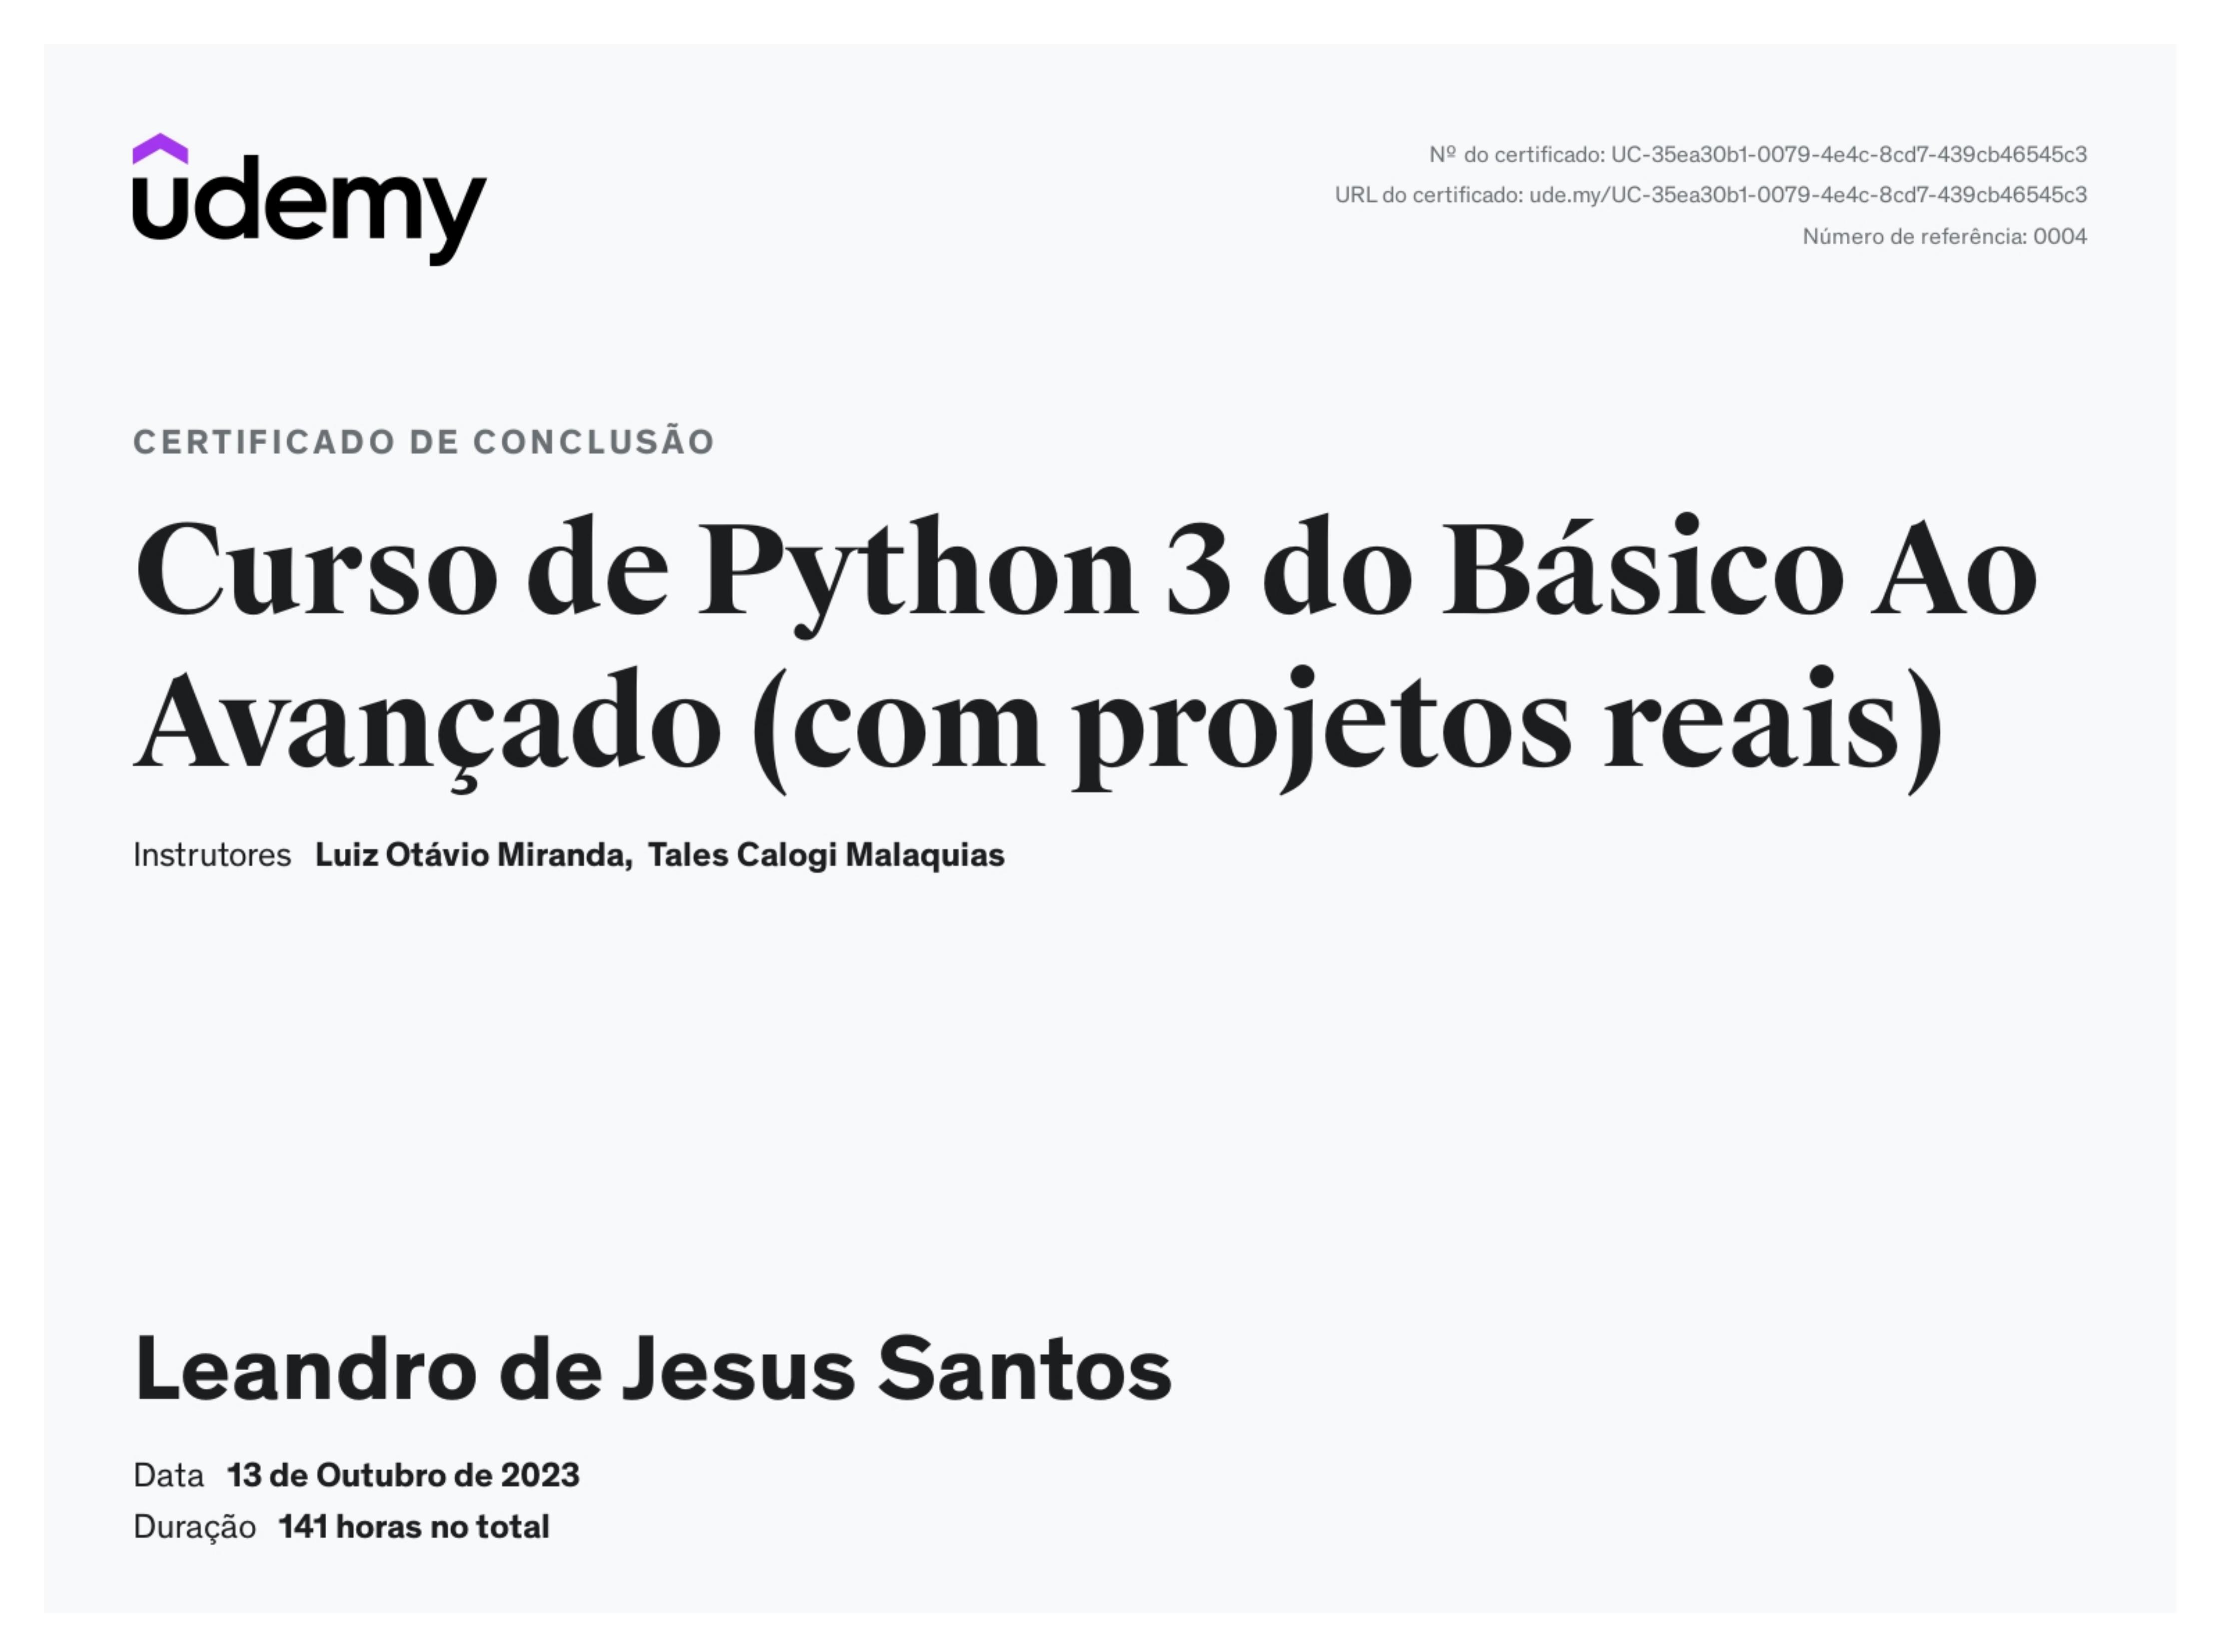 udemy
Nº do certificado: UC-35ea30b1-0079-4e4c-8cd7-439cb46545c3
URL do certificado: ude.my/UC-35ea30b1-0079-4e4c-8cd7-439cb46545c3
Número de referência: 0004
CERTIFICADO DE CONCLUSÃO
Curso de Python 3 do Básico Ao
Avançado (com projetos reais)
Instrutores Luiz Otávio Miranda, Tales Calogi Malaquias
Leandro de Jesus Santos
Data 13 de Outubro de 2023
Duração 141 horas no total